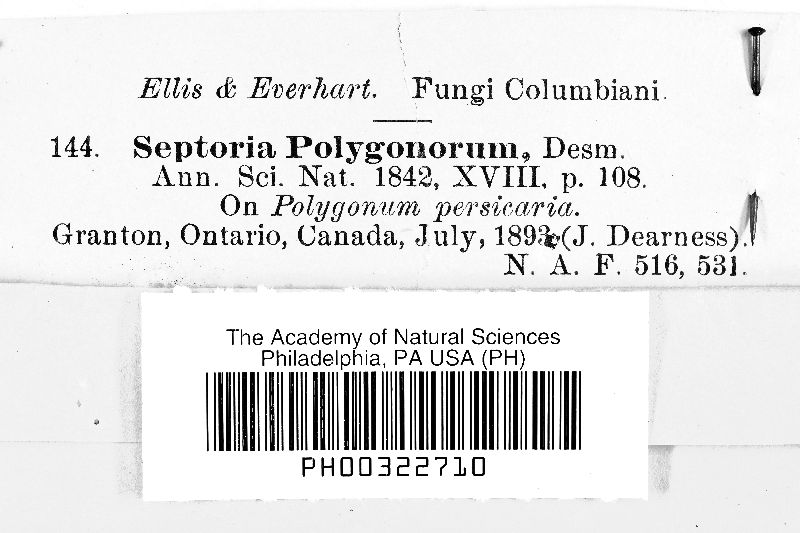 Ellis & Everhart. Fungi Columbiani.
144. Septoria Polygonorum, Desm.
Ann. Sci. Nat. 1842, XVIII, p. 108.
On Polygonum persicaria.
Granton, Ontario, Canada, July, (J. Dearness).
N. A. F. 516, 531.
The Academy of Natural Sciences
Philadelphia, PA USA (PH)
PH00322710